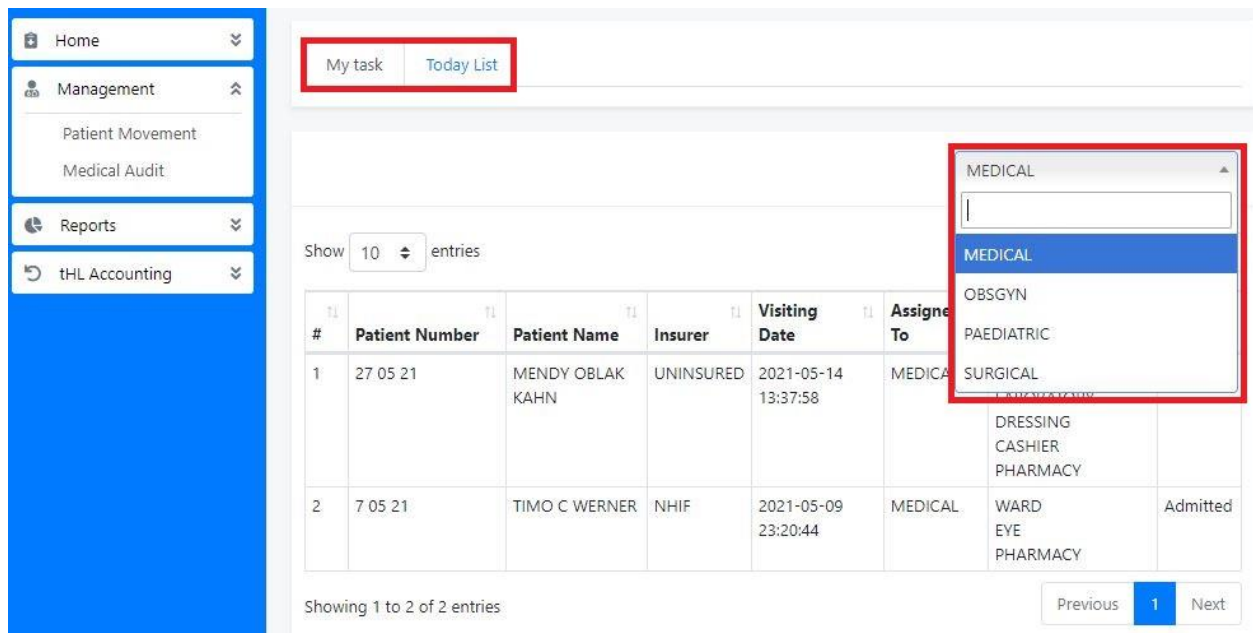 Home
Management
Patient Movement
Medical Audit
Reports
tHL Accounting
My task Today List
MEDICAL
MEDICAL
OBSGYN
PAEDIATRIC
SURGICAL
Show 10 entries
# Patient Number Patient Name Insurer Visiting Date Assigne To
1 27 05 21 MENDY OBLAK KAHN UNINSURED 2021-05-14 13:37:58 MEDICA
DRESSING
CASHIER
PHARMACY
2 7 05 21 TIMO C WERNER NHIF 2021-05-09 23:20:44 MEDICAL WARD Admitted
EYE
PHARMACY
Showing 1 to 2 of 2 entries
Previous 1 Next